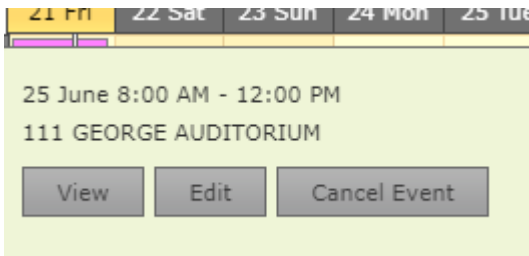 21 Fri 22 Sat 23 Sun 24 Mon 25 Tue
25 June 8:00 AM - 12:00 PM
111 GEORGE AUDITORIUM
View Edit Cancel Event